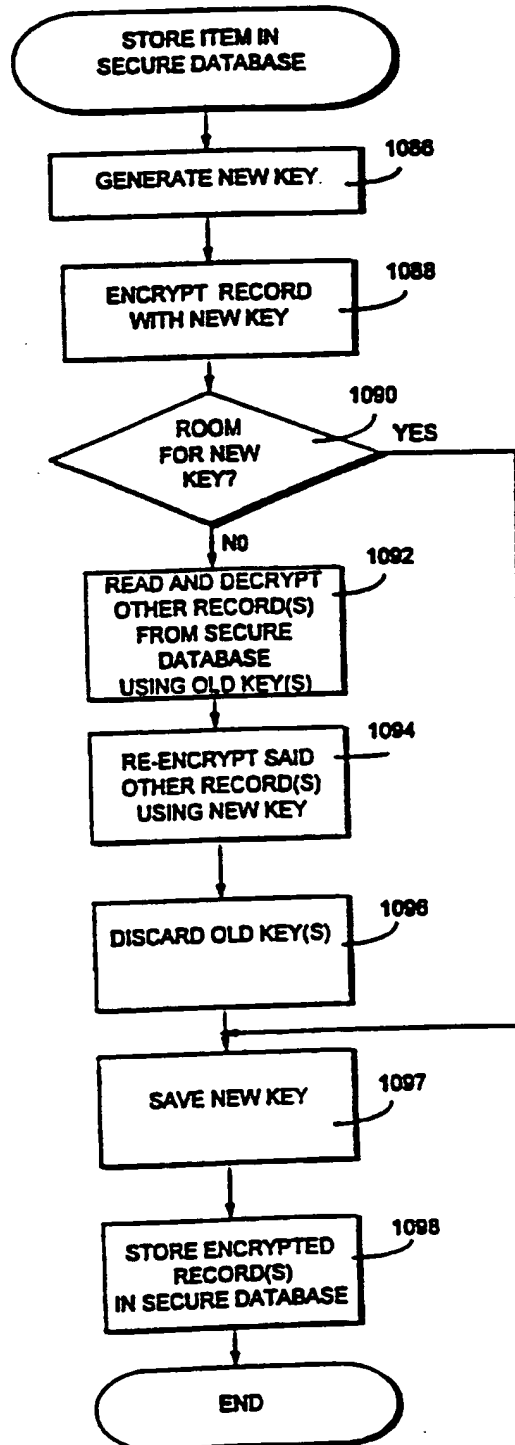 STORE ITEM IN
SECURE DATABASE
1086
GENERATE NEW KEY
1088
ENCRYPT RECORD
WITH NEW KEY
1090
ROOM
FOR NEW
KEY?
YES
NO
1092
READ AND DECRYPT
OTHER RECORD(S)
FROM SECURE
DATABASE
USING OLD KEY(S)
1094
RE-ENCRYPT SAID
OTHER RECORD(S)
USING NEW KEY
1096
DISCARD OLD KEY(S)
1097
SAVE NEW KEY
1098
STORE ENCRYPTED
RECORD(S)
IN SECURE DATABASE
END